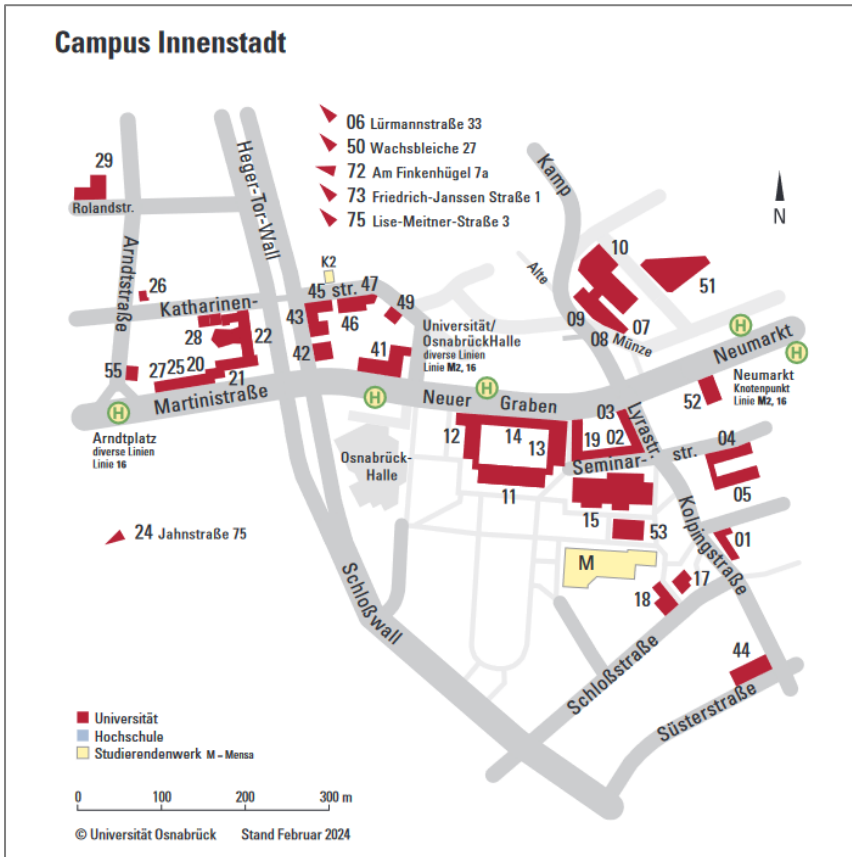 Campus Innenstadt
06 Lürmannstraße 33
50 Wachsbleiche 27
72 Am Finkenhügel 7a
73 Friedrich-Janssen Straße 1
75 Lise-Meitner-Straße 3
N
29
Rolandstr.
Heger-Tor-Wall
Kamp
Alte
Münze
10
51
09
08
07
Arndtstraße
26
K2
Katharinen-
str.
45
47
43
46
49
28
22
42
41
Universität/
OsnabrückHalle
diverse Linien
Linie M2, 16
Neumarkt
H
H
Neumarkt
Knotenpunkt
Linie M2, 16
55
27
25
20
21
Martinistraße
H
H
H
Neuer Graben
52
Arndtplatz
diverse Linien
Linie 16
Osnabrück-
Halle
12
14
13
11
03
19
02
Lyrastr.
Seminar-
str.
04
05
15
53
01
24 Jahnstraße 75
M
18
17
Kolpingstraße
Schloßwall
Schloßstraße
44
Süsterstraße
Universität
Hochschule
Studierendenwerk M – Mensa
0 100 200 300 m
© Universität Osnabrück Stand Februar 2024